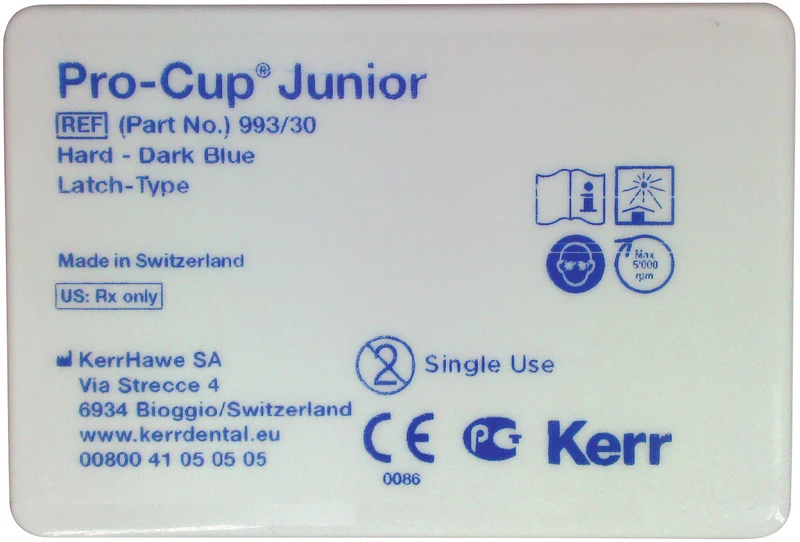 Pro-Cup® Junior
REF (Part No.) 993/30
Hard - Dark Blue
Latch-Type
Max
5'000
rpm
Made in Switzerland
US: Rx only
KerrHawe SA
Via Strecce 4
6934 Bioggio/Switzerland
www.kerrdental.eu
00800 41 05 05 05
2 Single Use
CE
0086
PCT
Kerr